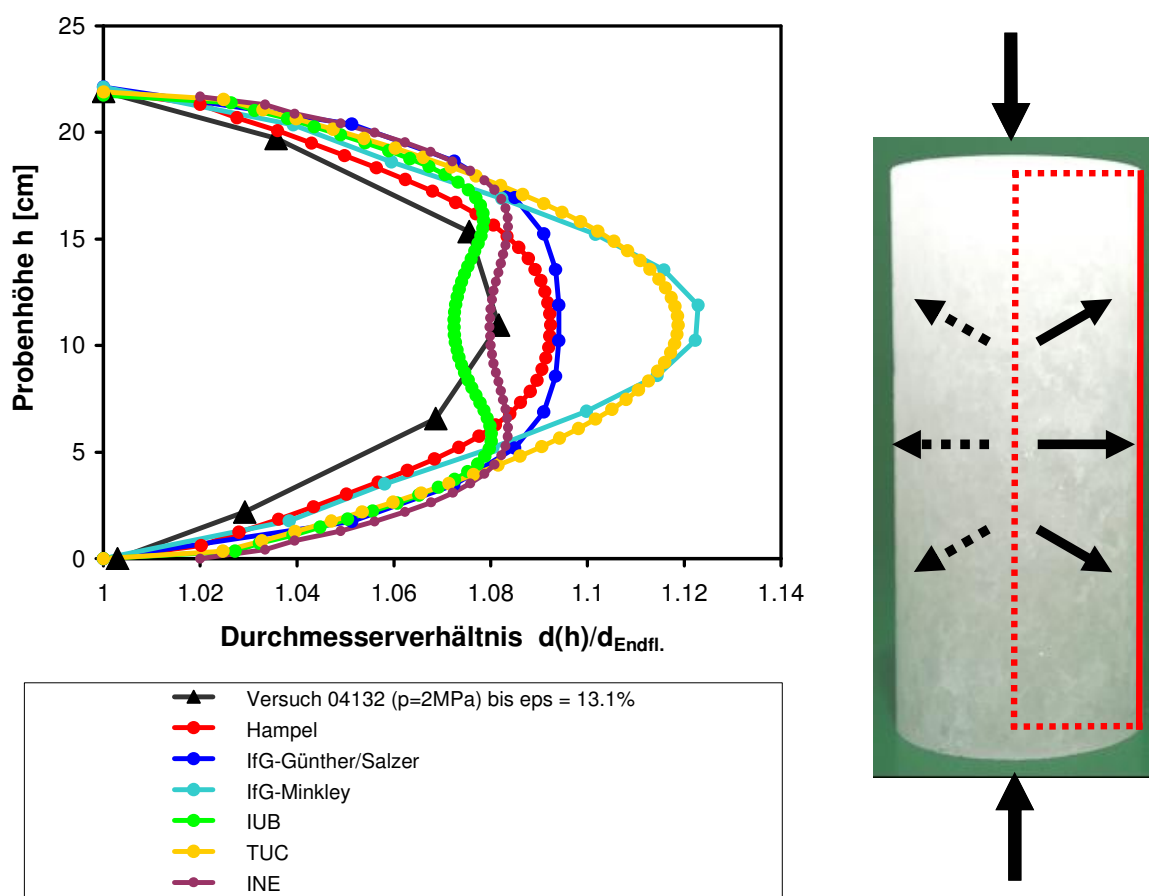 25
20
15
10
5
0
Probenhöhe h [cm]
1 1.02 1.04 1.06 1.08 1.1 1.12 1.14
Durchmesserverhältnis d(h)/dEndfl.
Versuch 04132 (p=2MPa) bis eps = 13.1%
Hampel
IfG-Günther/Salzer
IfG-Minkley
IUB
TUC
INE